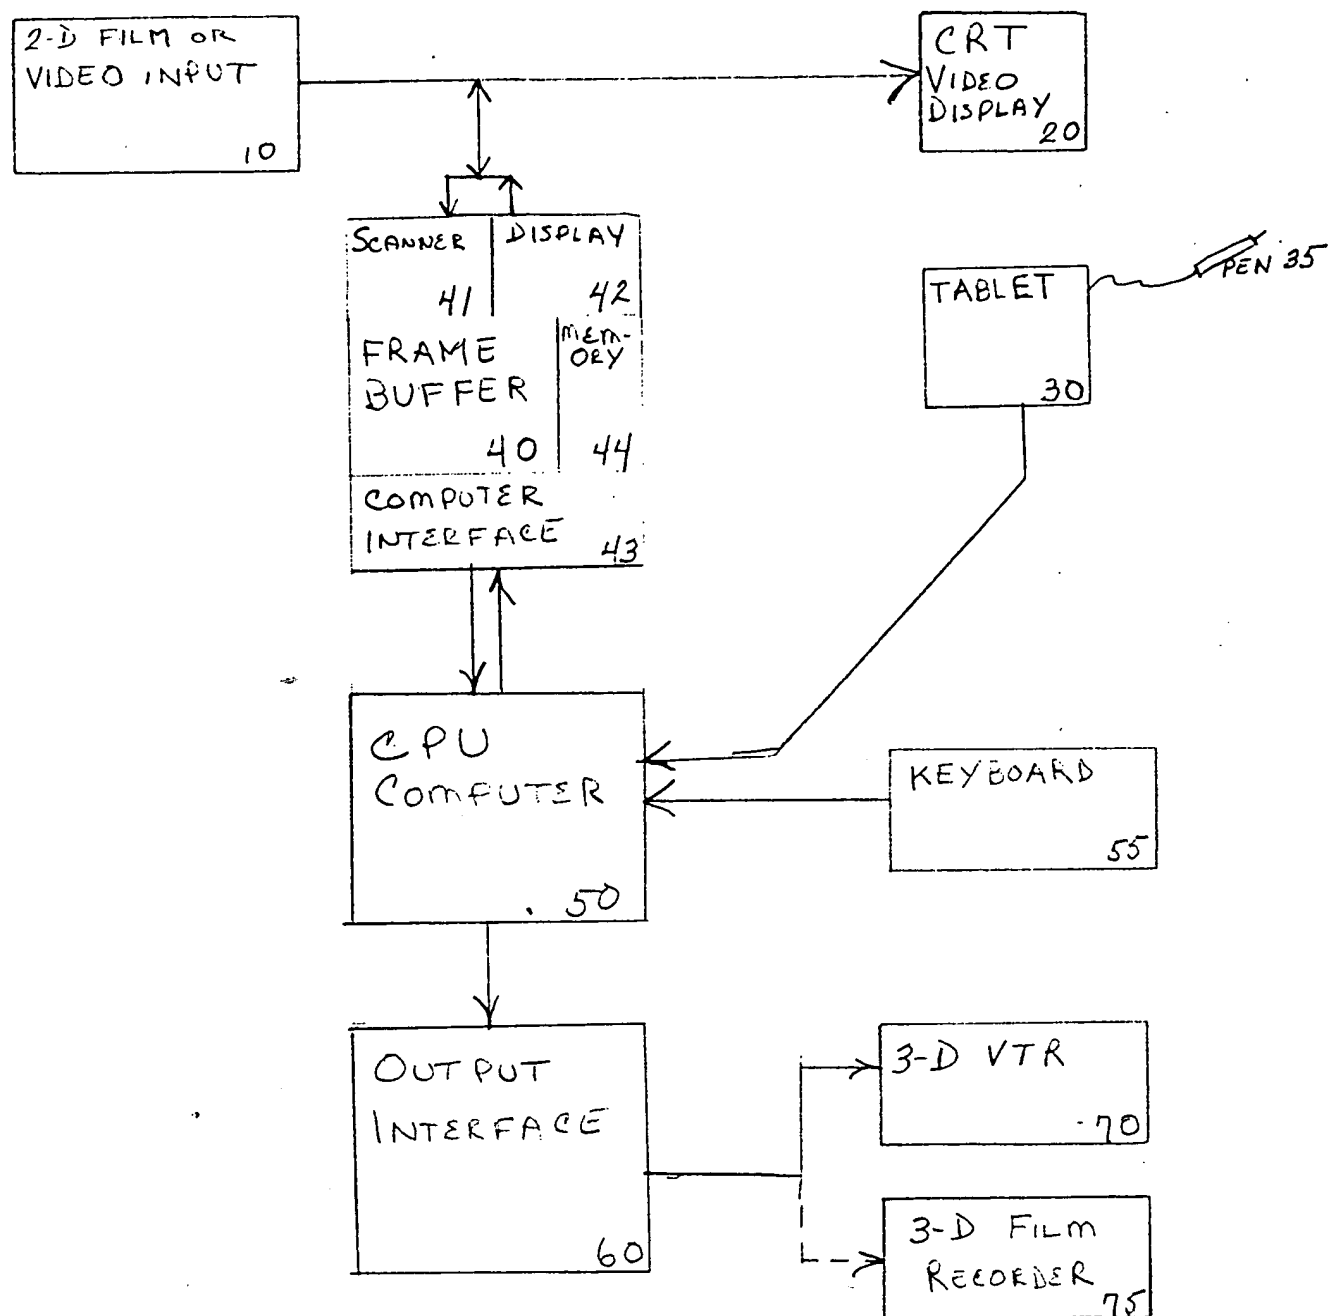 2-D FILM OR
VIDEO INPUT
10
CRT
VIDEO
DISPLAY
20
SCANNER
41
DISPLAY
42
FRAME
BUFFER
40
MEM-
ORY
44
COMPUTER
INTERFACE
43
TABLET
30
PEN 35
CPU
COMPUTER
50
KEYBOARD
55
OUTPUT
INTERFACE
60
3-D VTR
70
3-D FILM
RECORDER
75